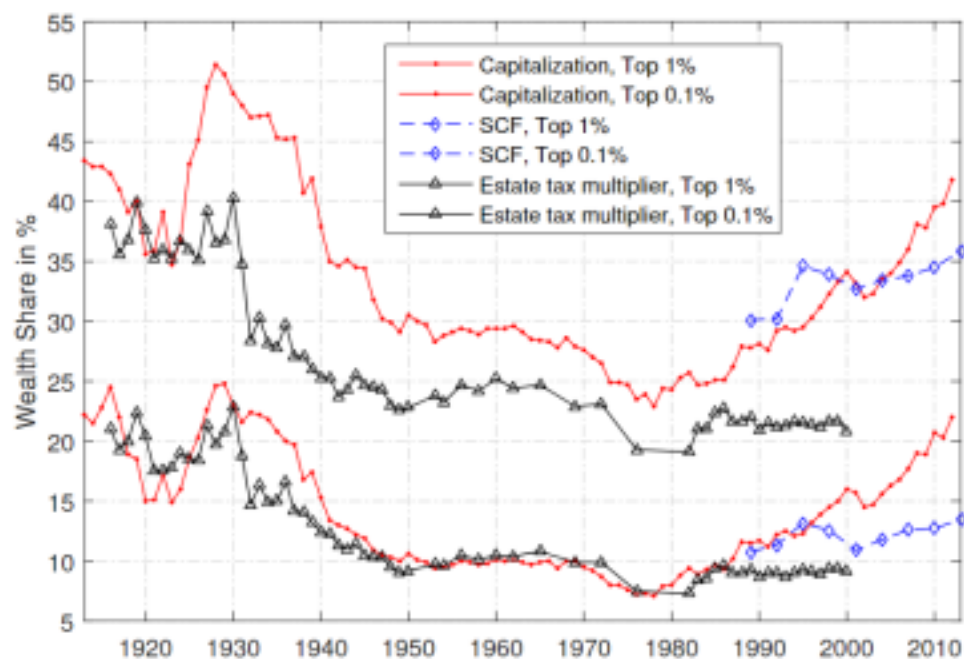 55
50
45
40
35
30
25
20
15
10
5
Wealth Share in %
Capitalization, Top 1%
Capitalization, Top 0.1%
SCF, Top 1%
SCF, Top 0.1%
Estate tax multiplier, Top 1%
Estate tax multiplier, Top 0.1%
1920 1930 1940 1950 1960 1970 1980 1990 2000 2010